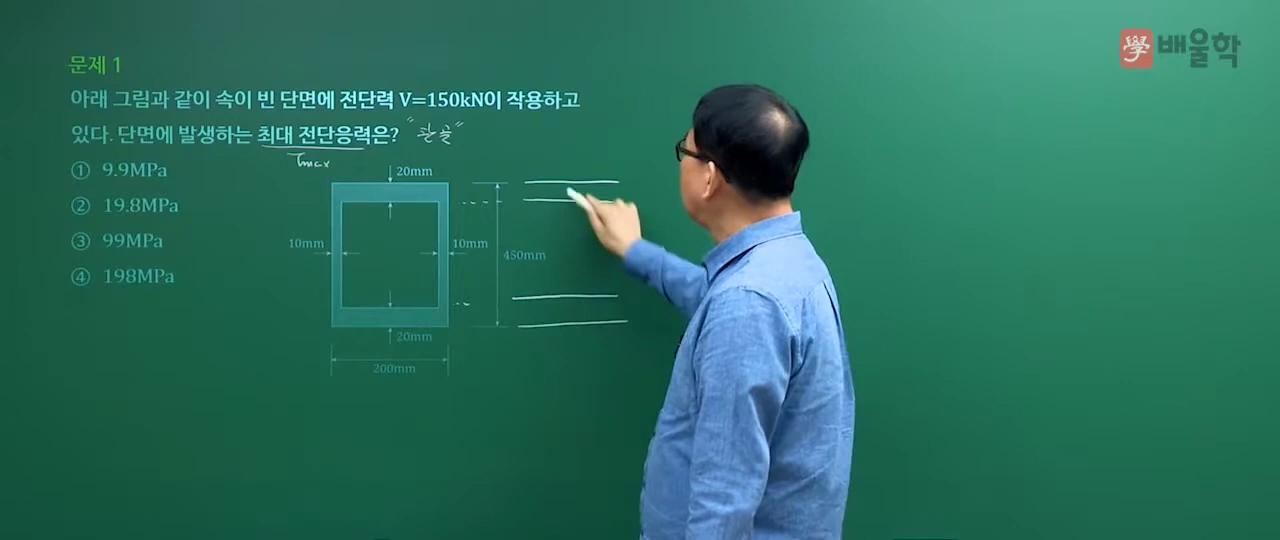 學 배울학
문제 1
아래 그림과 같이 속이 빈 단면에 전단력 V=150kN이 작용하고
있다. 단면에 발생하는 최대 전단응력은?
τmax
① 9.9MPa
② 19.8MPa
③ 99MPa
④ 198MPa
20mm
10mm
10mm
450mm
20mm
200mm